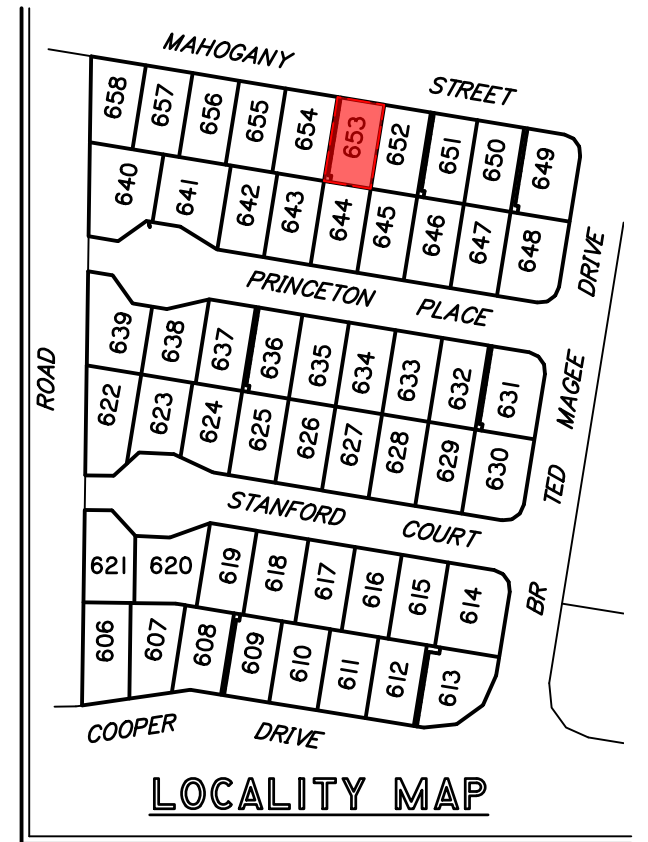 MAHOGANY STREET
658 657 656 655 654 653 652 651 650 649
640 641 642 643 644 645 646 647 648
PRINCETON PLACE
639 638 637 636 635 634 633 632 631
622 623 624 625 626 627 628 629 630
STANFORD COURT
621 620 619 618 617 616 615 614
606 607 608 609 610 611 612 613
COOPER DRIVE
ROAD
BR TED MAGEE DRIVE
LOCALITY MAP